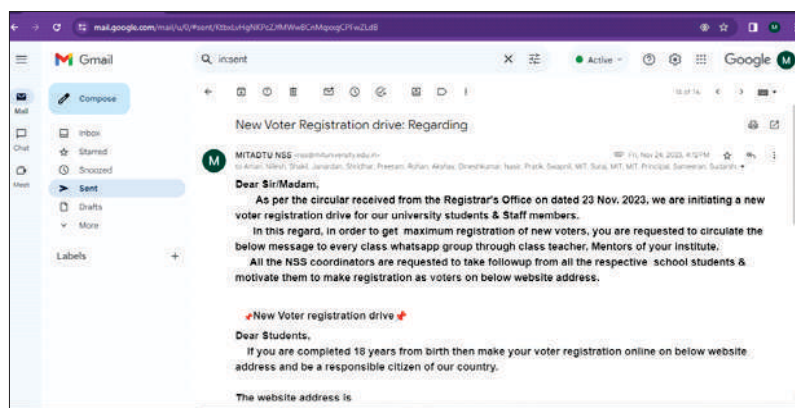 mail.google.com/mail/u/0/#sent/
Gmail
in:sent
Active
Google
M
Mail
Compose
Chat
Inbox
Meet
Starred
Snoozed
Sent
Drafts
More
Labels
+
New Voter Registration drive: Regarding
M
MITADTU NSS
Fri, Nov 24, 2023,
Dear Sir/Madam,
As per the circular received from the Registrar's Office on dated 23 Nov. 2023, we are initiating a new
voter registration drive for our university students & Staff members.
In this regard, in order to get maximum registration of new voters, you are requested to circulate the
below message to every class whatsapp group through class teacher, Mentors of your institute.
All the NSS coordinators are requested to take followup from all the respective school students &
motivate them to make registration as voters on below website address.
📌New Voter registration drive📌
Dear Students,
If you are completed 18 years from birth then make your voter registration online on below website
address and be a responsible citizen of our country.
The website address is